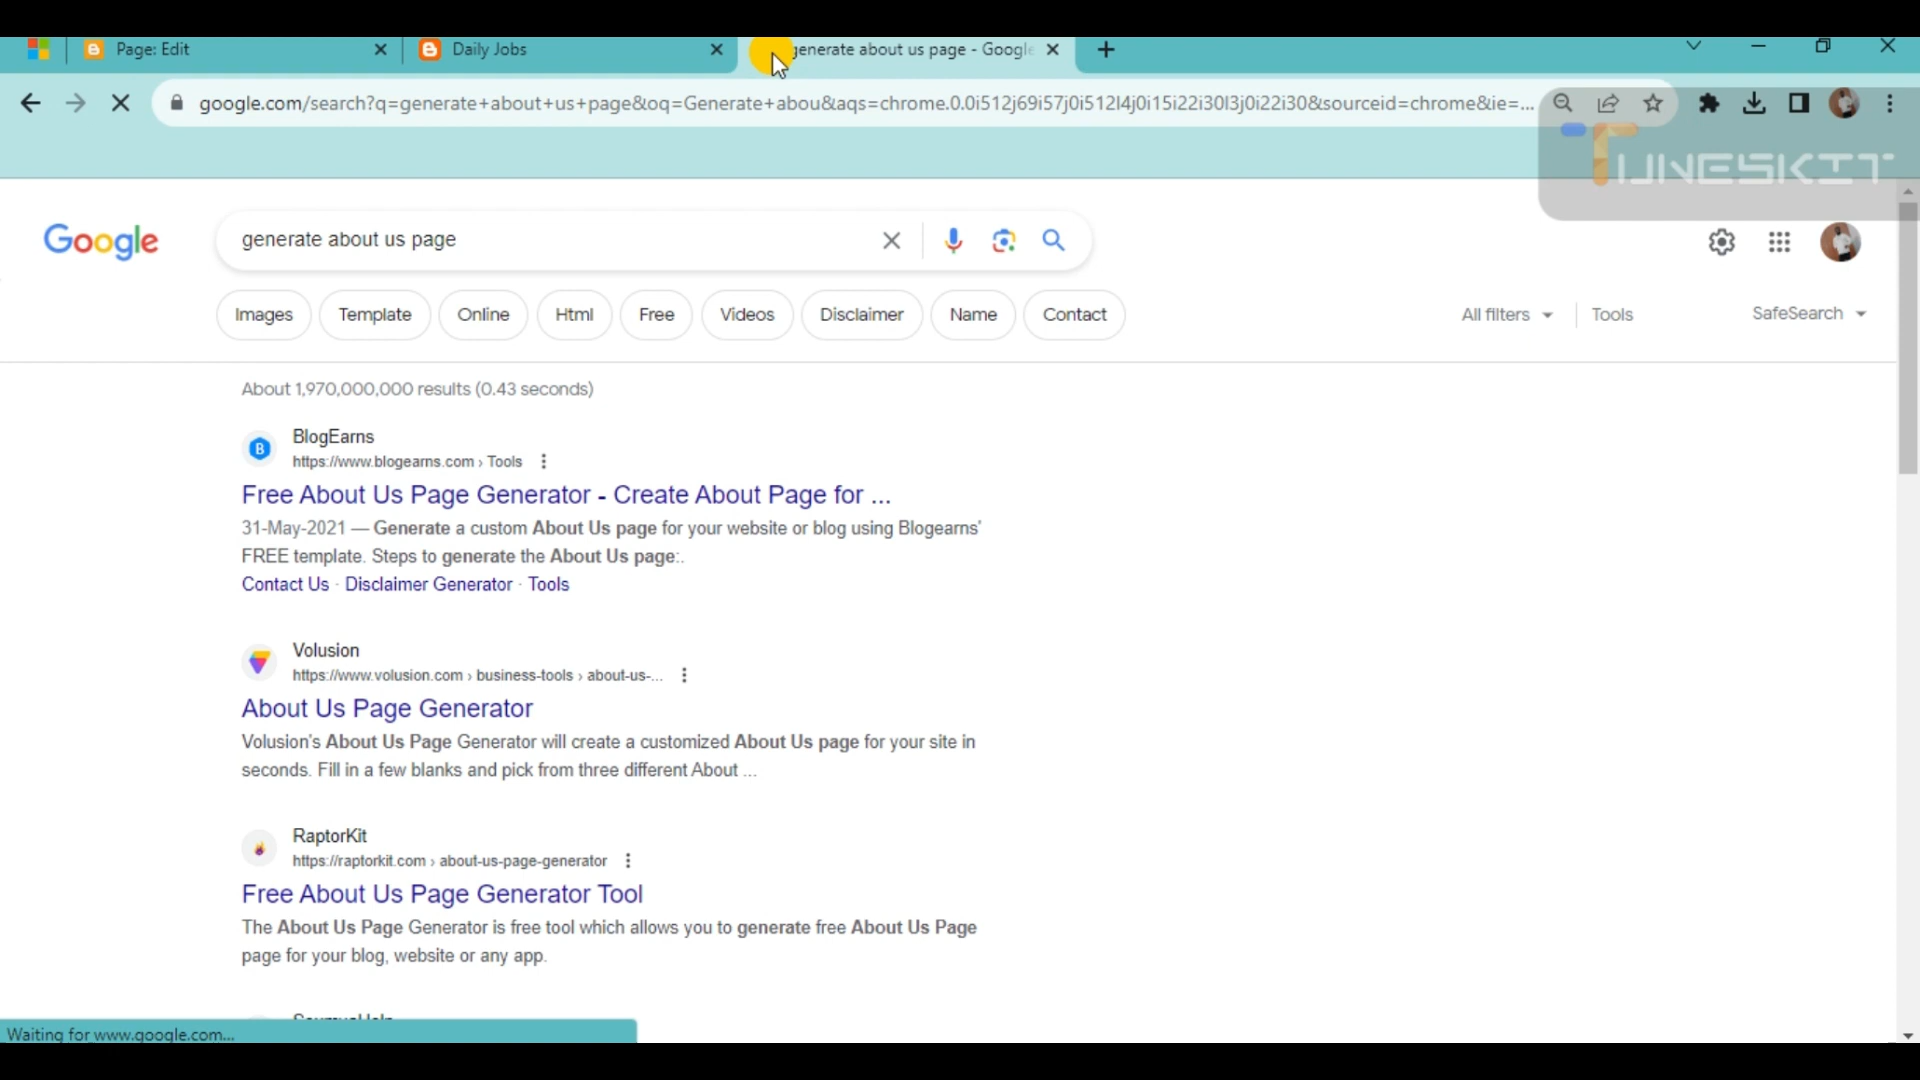 Page: Edit
Daily Jobs
generate about us page - Google
google.com/search?q=generate+about+us+page&oq=Generate+abou&aqs=chrome.0.0i512j69i57j0i512l4j0i15i22i30l3j0i22i30&sourceid=chrome&ie=...
TUNESKIT
Google
generate about us page
Images Template Online Html Free Videos Disclaimer Name Contact
All filters Tools SafeSearch
About 1,970,000,000 results (0.43 seconds)
BlogEarns
https://www.blogearns.com › Tools
Free About Us Page Generator - Create About Page for ...
31-May-2021 — Generate a custom About Us page for your website or blog using Blogearns'
FREE template. Steps to generate the About Us page:.
Contact Us · Disclaimer Generator · Tools
Volusion
https://www.volusion.com › business-tools › about-us-...
About Us Page Generator
Volusion's About Us Page Generator will create a customized About Us page for your site in
seconds. Fill in a few blanks and pick from three different About ...
RaptorKit
https://raptorkit.com › about-us-page-generator
Free About Us Page Generator Tool
The About Us Page Generator is free tool which allows you to generate free About Us Page
page for your blog, website or any app.
Waiting for www.google.com...